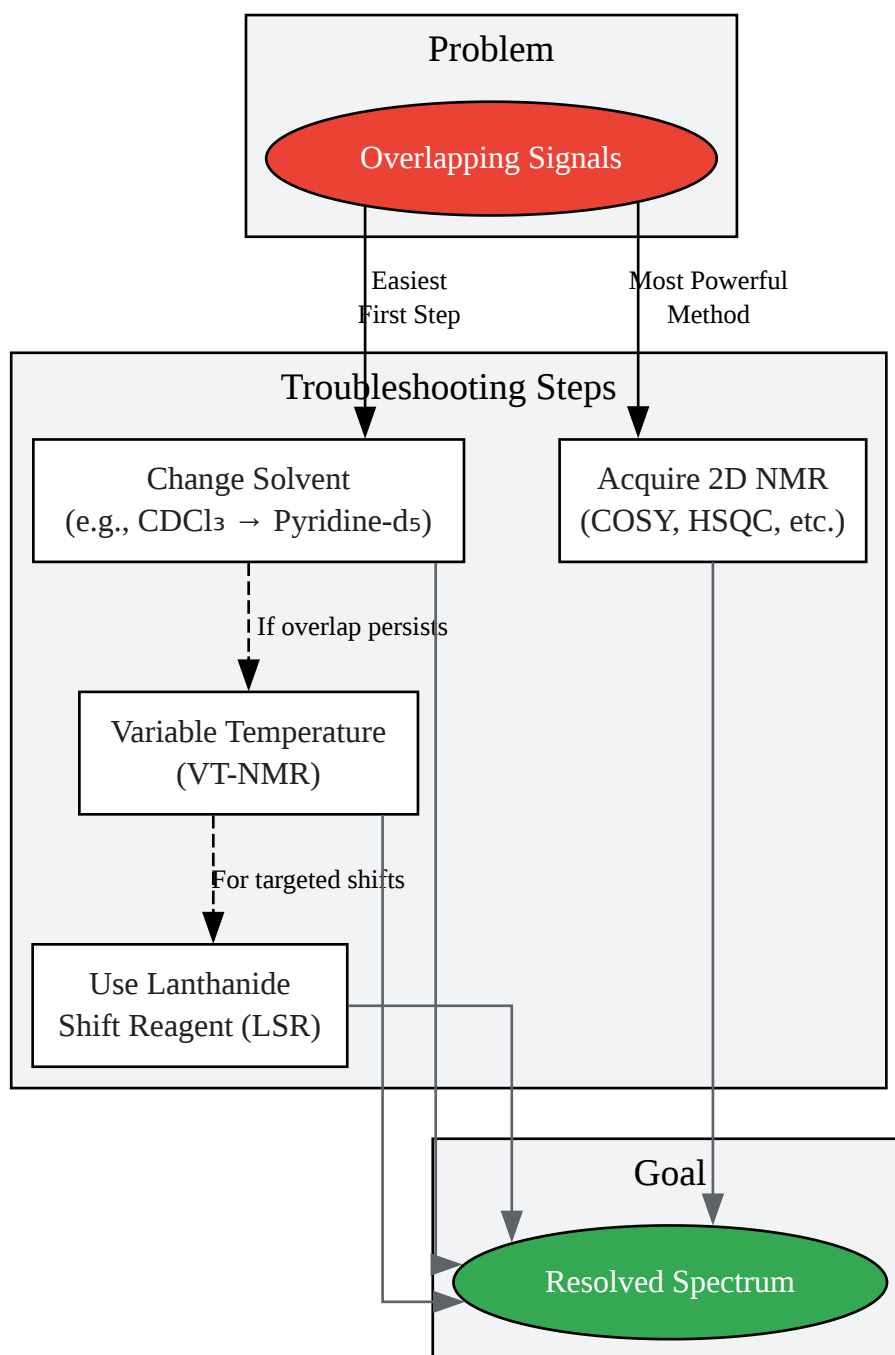 Problem
Overlapping Signals
Easiest
First Step
Most Powerful
Method
Troubleshooting Steps
Change Solvent
(e.g., CDCl₃ → Pyridine-d₅)
Acquire 2D NMR
(COSY, HSQC, etc.)
If overlap persists
Variable Temperature
(VT-NMR)
For targeted shifts
Use Lanthanide
Shift Reagent (LSR)
Goal
Resolved Spectrum